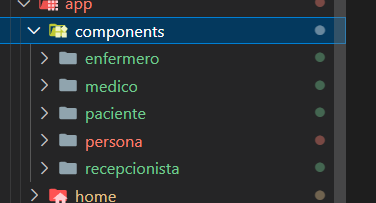 app
components
enfermero
medico
paciente
persona
recepcionista
home